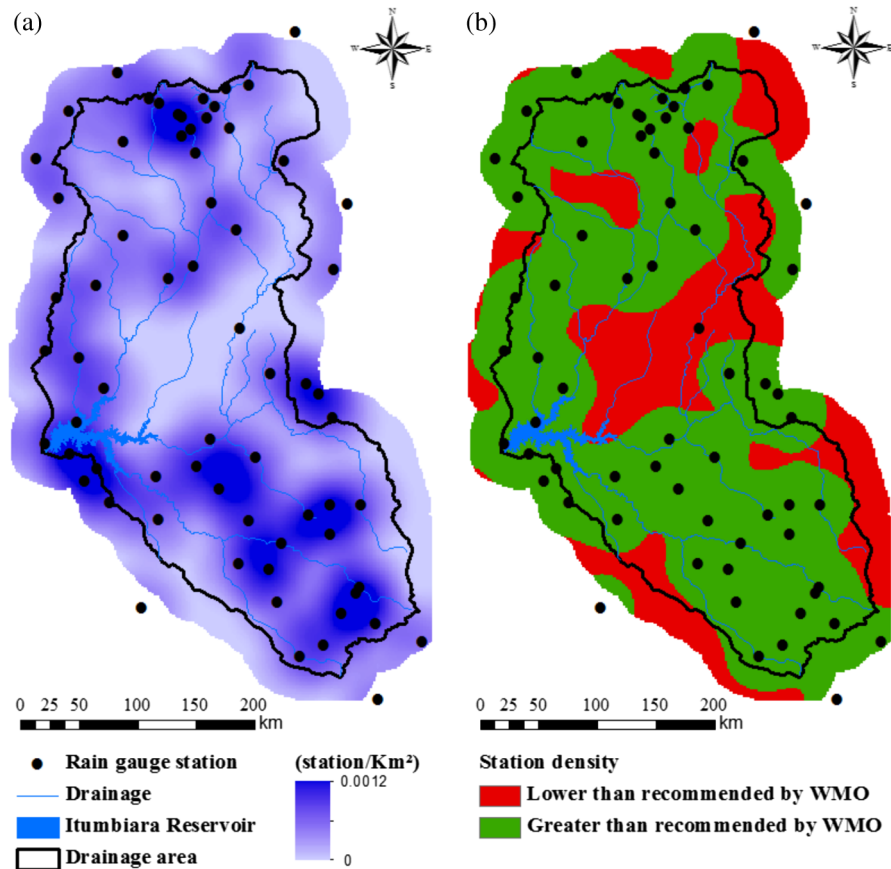 (a)
N
W
E
S
(b)
N
W
E
S
0 25 50 100 150 200
km
0 25 50 100 150 200
km
Rain gauge station
Drainage
Itumbiara Reservoir
Drainage area
(station/Km²)
0.0012
0
Station density
Lower than recommended by WMO
Greater than recommended by WMO